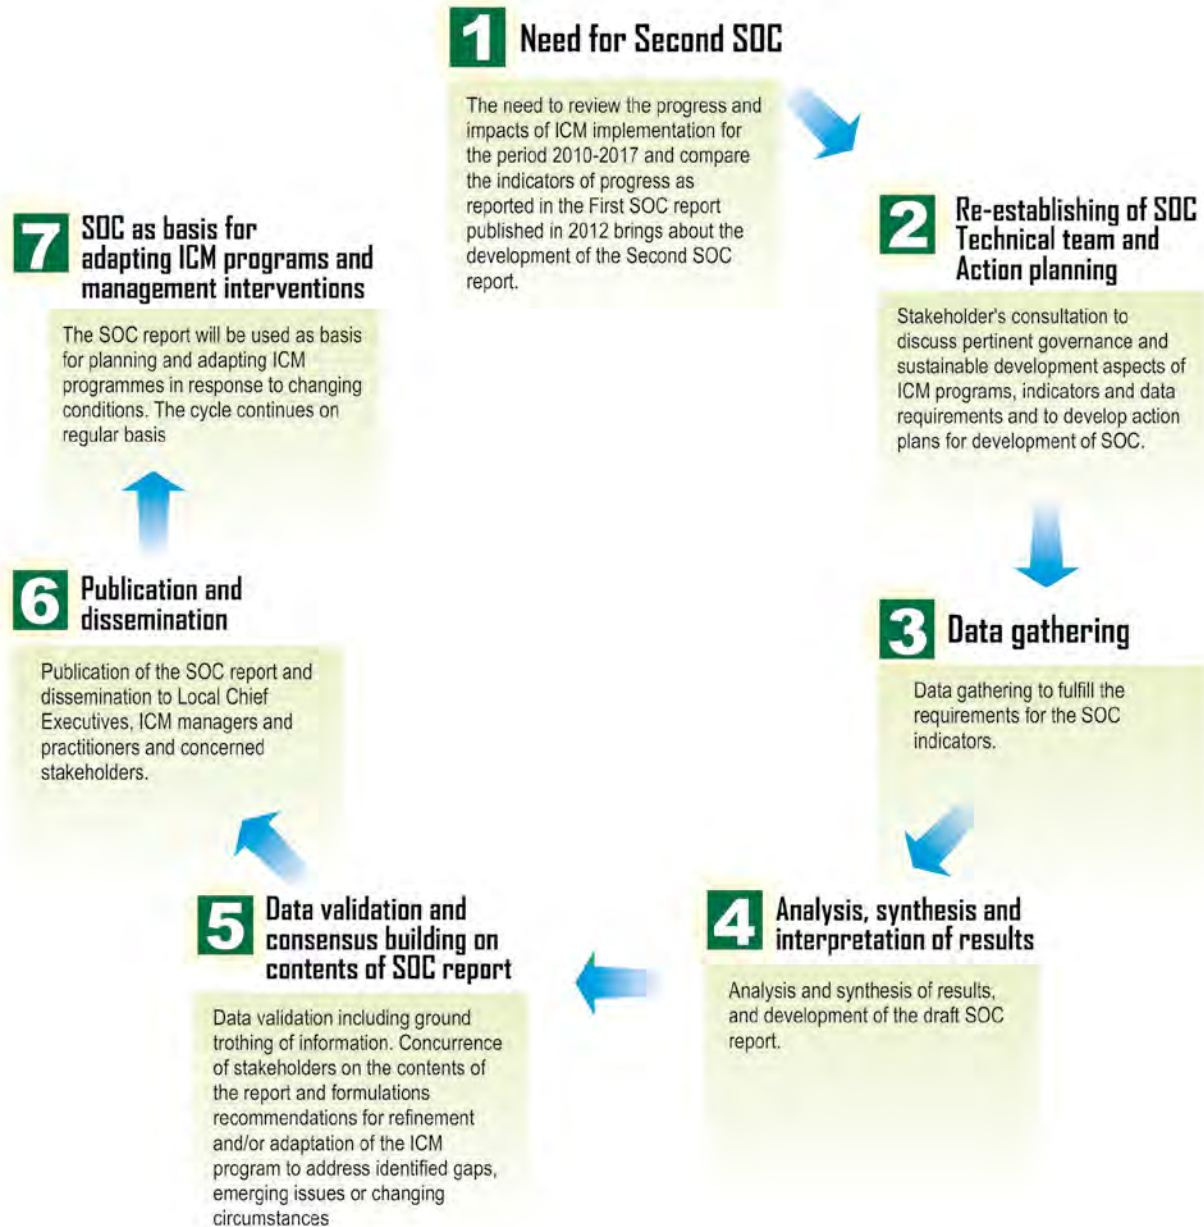 1 Need for Second SOC
The need to review the progress and
impacts of ICM implementation for
the period 2010-2017 and compare
the indicators of progress as
reported in the First SOC report
published in 2012 brings about the
development of the Second SOC
report.
2 Re-establishing of SOC
Technical team and
Action planning
Stakeholder's consultation to
discuss pertinent governance and
sustainable development aspects of
ICM programs, indicators and data
requirements and to develop action
plans for development of SOC.
3 Data gathering
Data gathering to fulfill the
requirements for the SOC
indicators.
4 Analysis, synthesis and
interpretation of results
Analysis and synthesis of results,
and development of the draft SOC
report.
5 Data validation and
consensus building on
contents of SOC report
Data validation including ground
trothing of information. Concurrence
of stakeholders on the contents of
the report and formulations
recommendations for refinement
and/or adaptation of the ICM
program to address identified gaps,
emerging issues or changing
circumstances
6 Publication and
dissemination
Publication of the SOC report and
dissemination to Local Chief
Executives, ICM managers and
practitioners and concerned
stakeholders.
7 SOC as basis for
adapting ICM programs and
management interventions
The SOC report will be used as basis
for planning and adapting ICM
programmes in response to changing
conditions. The cycle continues on
regular basis